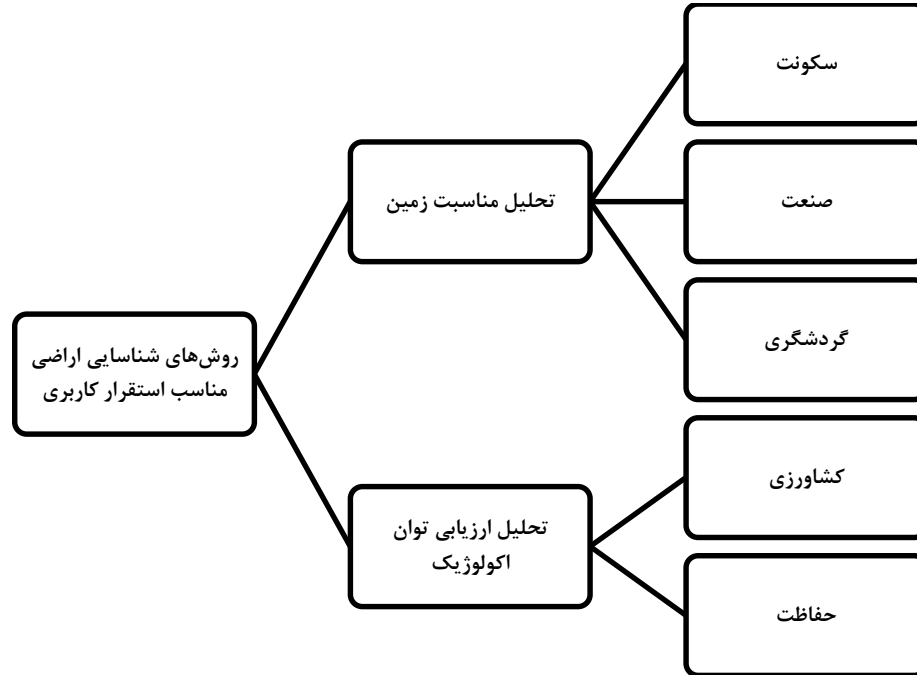 روش‌های شناسایی اراضی
مناسب استقرار کاربری
تحلیل مناسبت زمین
سکونت
صنعت
گردشگری
تحلیل ارزیابی توان
اکولوژیک
کشاورزی
حفاظت